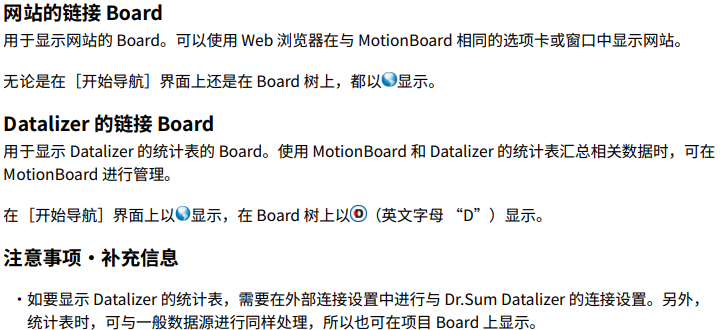 网站的链接 Board
用于显示网站的 Board。可以使用 Web 浏览器在与 MotionBoard 相同的选项卡或窗口中显示网站。
无论是在［开始导航］界面上还是在 Board 树上，都以显示。
Datalizer 的链接 Board
用于显示 Datalizer 的统计表的 Board。使用 MotionBoard 和 Datalizer 的统计表汇总相关数据时，可在
MotionBoard 进行管理。
在［开始导航］界面上以显示，在 Board 树上以D（英文字母 “D”）显示。
注意事项・补充信息
・如要显示 Datalizer 的统计表，需要在外部连接设置中进行与 Dr.Sum Datalizer 的连接设置。另外，
统计表时，可与一般数据源进行同样处理，所以也可在项目 Board 上显示。